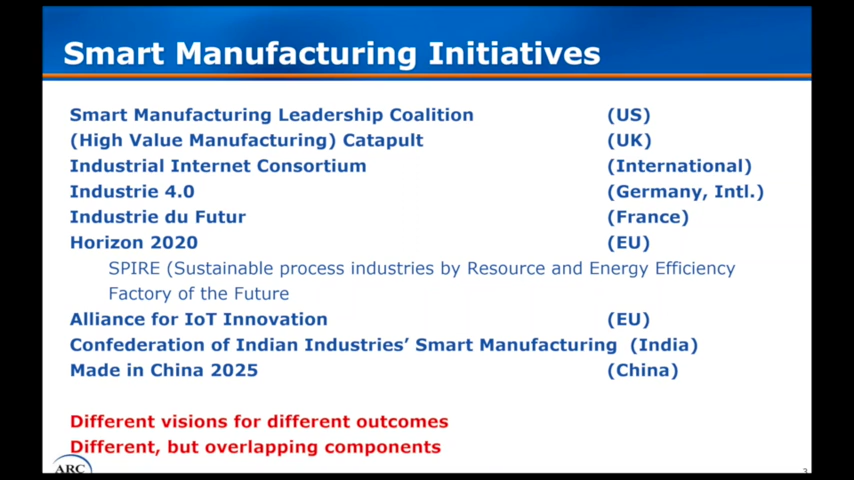 Smart Manufacturing Initiatives
Smart Manufacturing Leadership Coalition (US)
(High Value Manufacturing) Catapult (UK)
Industrial Internet Consortium (International)
Industrie 4.0 (Germany, Intl.)
Industrie du Futur (France)
Horizon 2020 (EU)
SPIRE (Sustainable process industries by Resource and Energy Efficiency
Factory of the Future
Alliance for IoT Innovation (EU)
Confederation of Indian Industries’ Smart Manufacturing (India)
Made in China 2025 (China)
Different visions for different outcomes
Different, but overlapping components
ARC
3